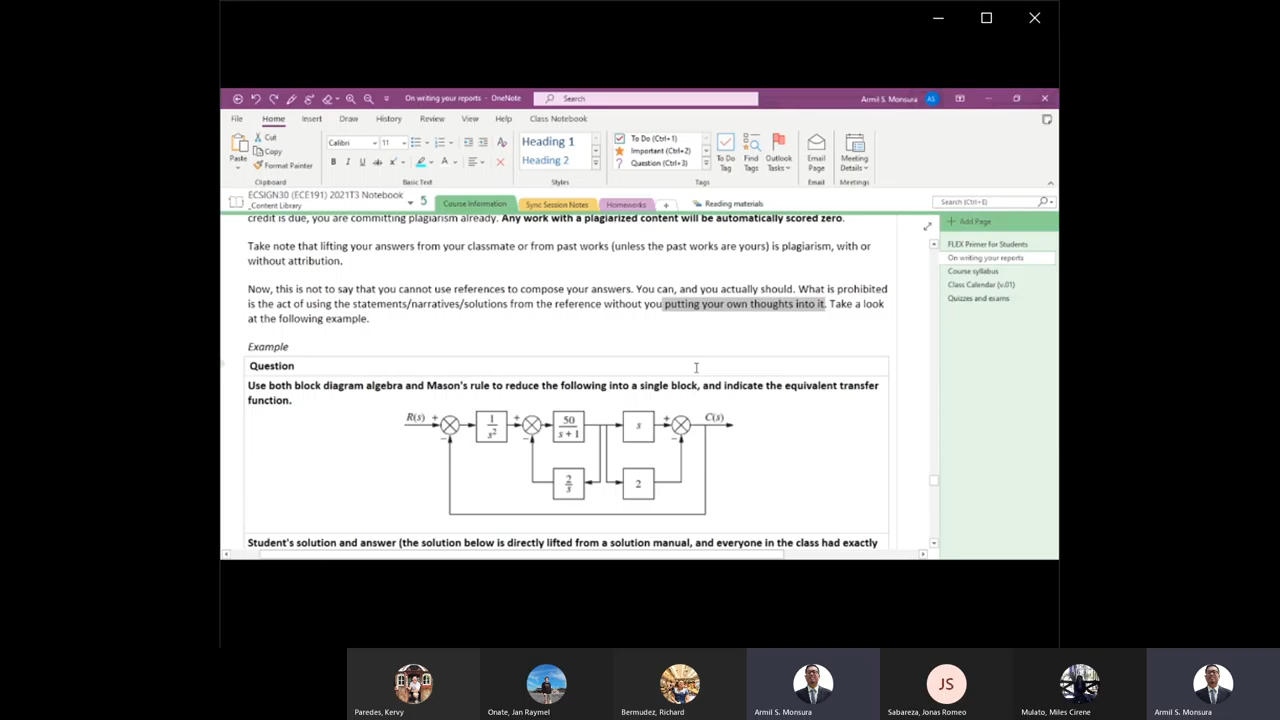 On writing your reports - OneNote
Search
Armil S. Monsura
AS
File
Home
Insert
Draw
History
Review
View
Help
Class Notebook
Paste
Cut
Copy
Format Painter
Clipboard
Calibri
11
B I U ab x²
A
Basic Text
Heading 1
Heading 2
Styles
To Do (Ctrl+1)
Important (Ctrl+2)
Question (Ctrl+3)
To Do
Tag
Find
Tags
Outlook
Tasks
Tags
Email
Page
Email
Meeting
Details
Meetings
ECSIGN30 (ECE191) 2021T3 Notebook
_Content Library
5
Course Information
Sync Session Notes
Homeworks
+
Reading materials
Search (Ctrl+E)
credit is due, you are committing plagiarism already. Any work with a plagiarized content will be automatically scored zero.
Take note that lifting your answers from your classmate or from past works (unless the past works are yours) is plagiarism, with or
without attribution.
Now, this is not to say that you cannot use references to compose your answers. You can, and you actually should. What is prohibited
is the act of using the statements/narratives/solutions from the reference without you putting your own thoughts into it. Take a look
at the following example.
Example
Question
Use both block diagram algebra and Mason's rule to reduce the following into a single block, and indicate the equivalent transfer
function.
R(s) + − 1/s² + − 50/(s + 1) s + − C(s)
2/s 2
Student's solution and answer (the solution below is directly lifted from a solution manual, and everyone in the class had exactly
Add Page
FLEX Primer for Students
On writing your reports
Course syllabus
Class Calendar (v.01)
Quizzes and exams
Paredes, Kervy
Onate, Jan Raymel
Bermudez, Richard
Armil S. Monsura
JS
Sabareza, Jonas Romeo
Mulato, Miles Cirene
Armil S. Monsura